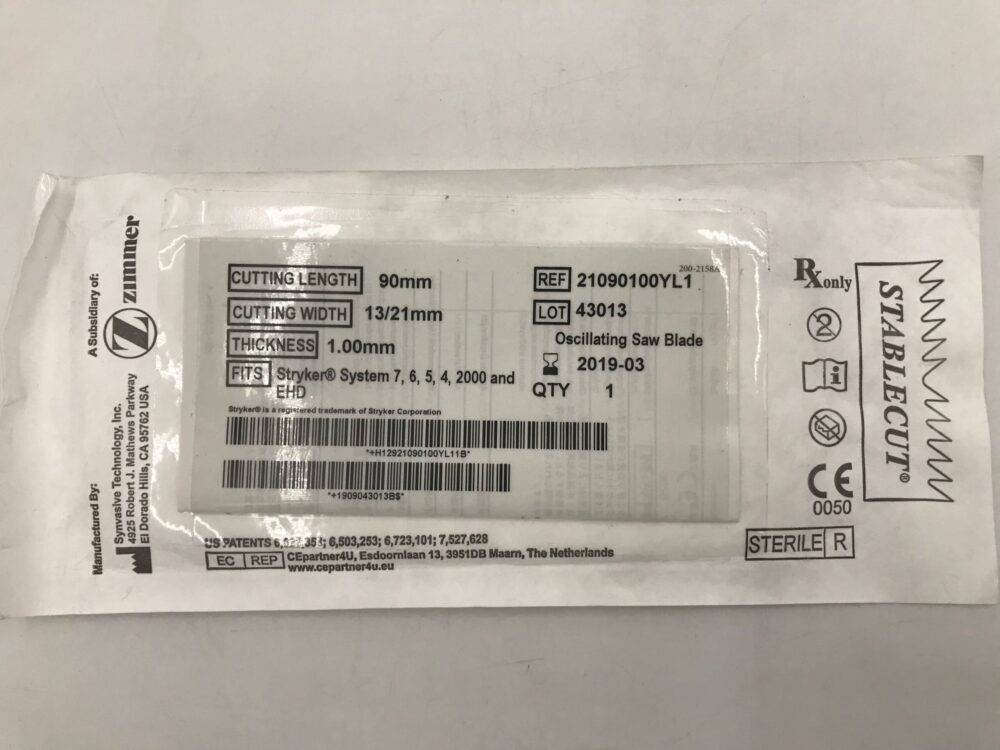 A Subsidiary of:
zimmer
Manufactured By:
Synvasive Technology, Inc.
4925 Robert J. Mathews Parkway
El Dorado Hills, CA 95762 USA
200-2158A
CUTTING LENGTH 90mm
CUTTING WIDTH 13/21mm
THICKNESS 1.00mm
FITS Stryker® System 7, 6, 5, 4, 2000 and
EHD
Stryker® is a registered trademark of Stryker Corporation
REF 21090100YL1
LOT 43013
Oscillating Saw Blade
2019-03
QTY 1
*+H12921090100YL11B*
*+1909043013B$*
US PATENTS 6,503,253; 6,723,101; 7,527,628
EC REP CEpartner4U, Esdoornlaan 13, 3951DB Maarn, The Netherlands
www.cepartner4u.eu
Rx only
2
i
CE
0050
STABLECUT®
STERILE R